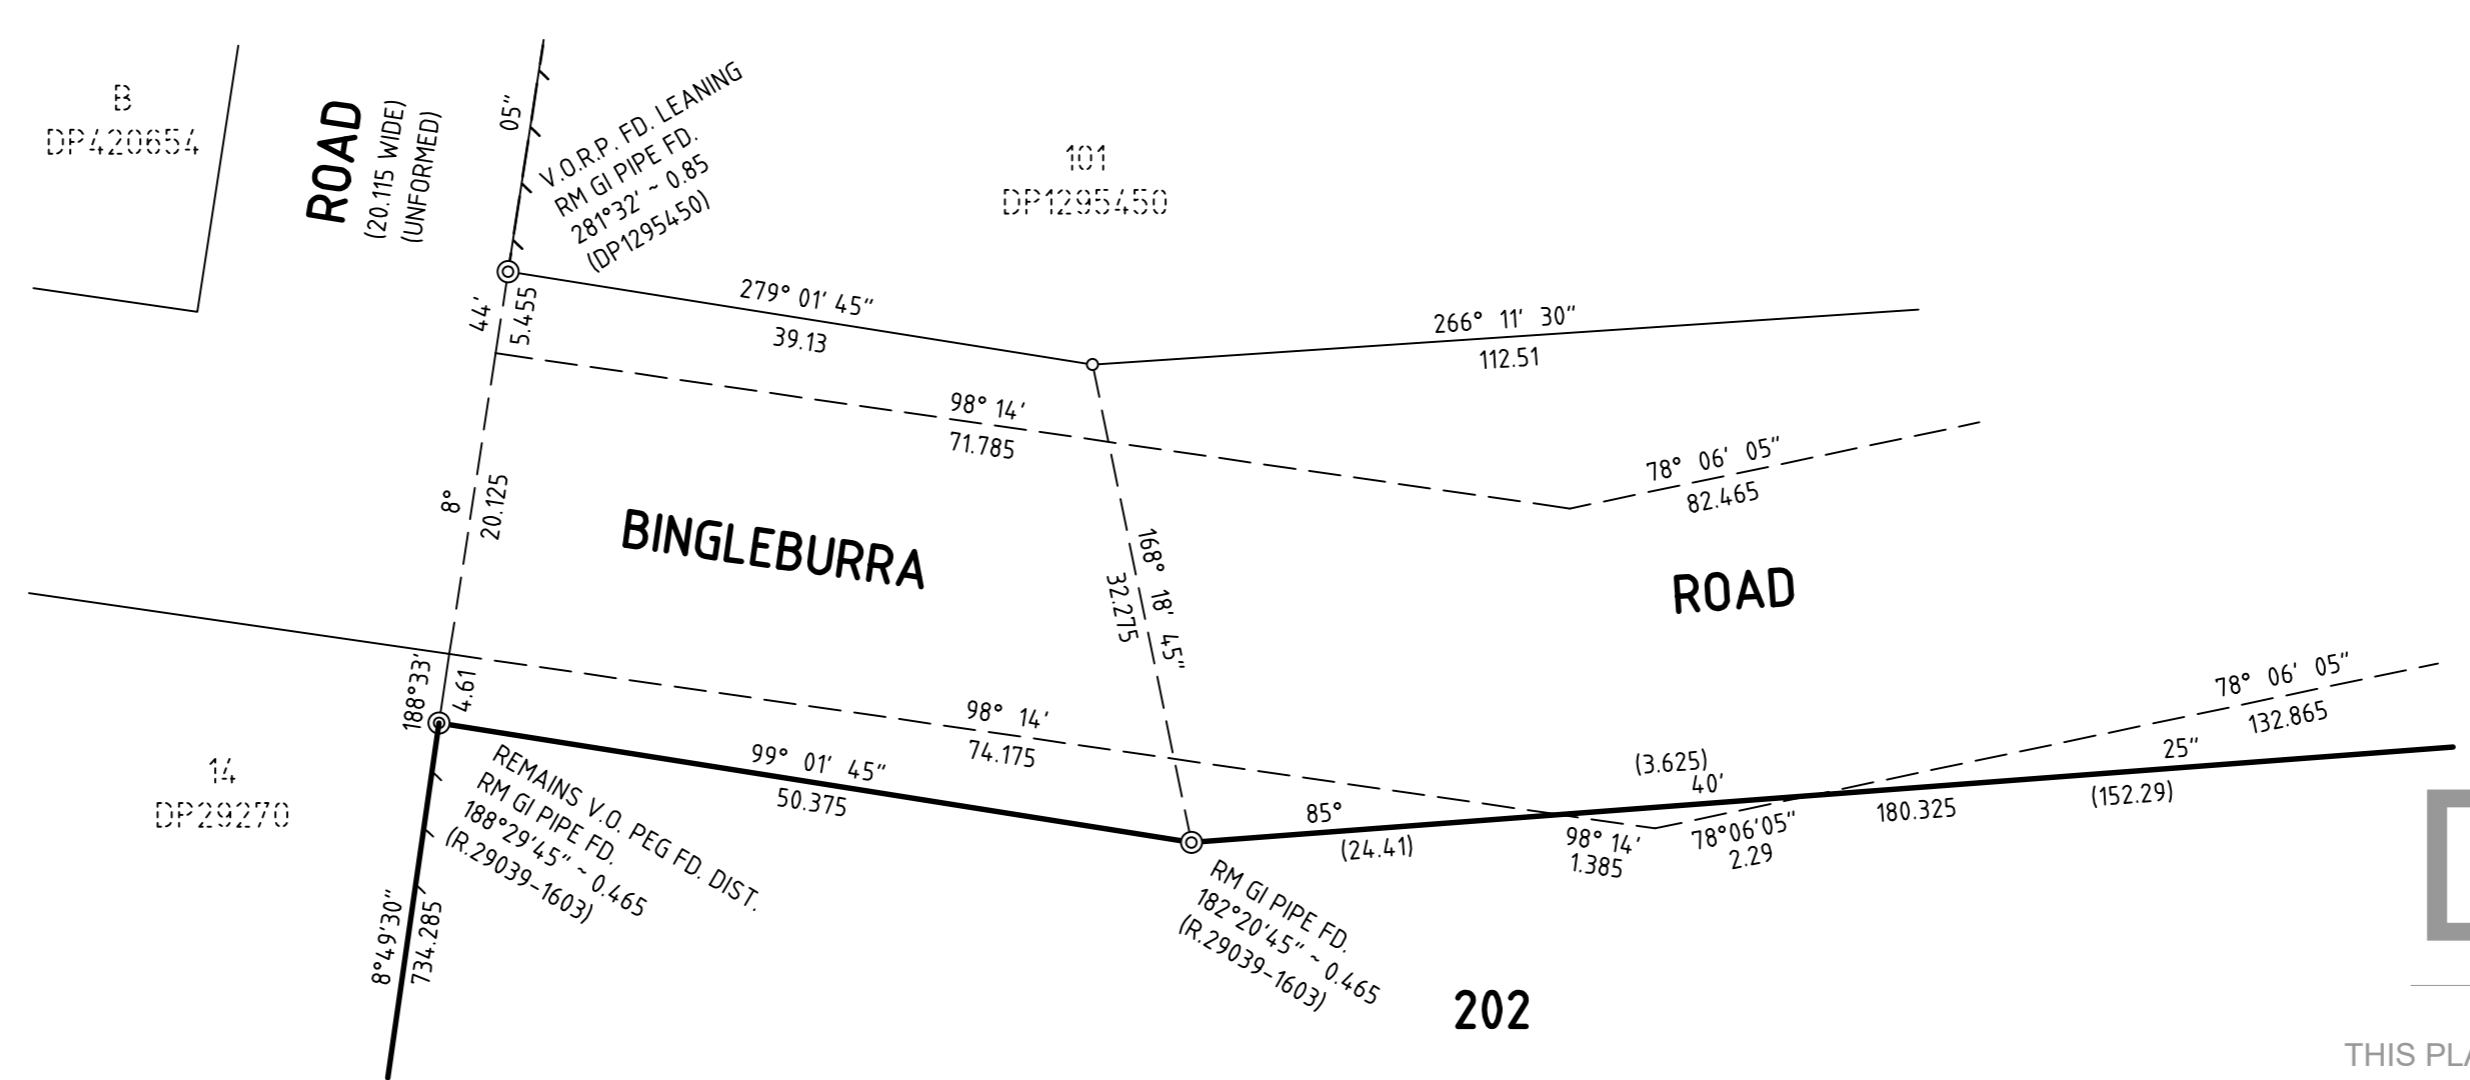 B
DP420654
ROAD
(20.115 WIDE)
(UNFORMED)
05"
V.O.R.P. FD. LEANING
RM GI PIPE FD.
281°32' ~ 0.85
(DP1295450)
101
DP1295450
44'
5.455
279° 01' 45"
39.13
266° 11' 30"
112.51
98° 14'
71.785
78° 06' 05"
82.465
8°
20.125
BINGLEBURRA
168° 18' 45"
32.275
ROAD
188°33'
4.61
98° 14'
74.175
78° 06' 05"
132.865
14
DP29270
99° 01' 45"
50.375
REMAINS V.O. PEG FD. DIST.
RM GI PIPE FD.
188°29'45" ~ 0.465
(R.29039-1603)
(3.625)
40'
25"
85°
(24.41)
180.325
(152.29)
98° 14'
1.385
78°06'05"
2.29
8°49'30"
734.285
RM GI PIPE FD.
182°20'45" ~ 0.465
(R.29039-1603)
202
THIS PLA